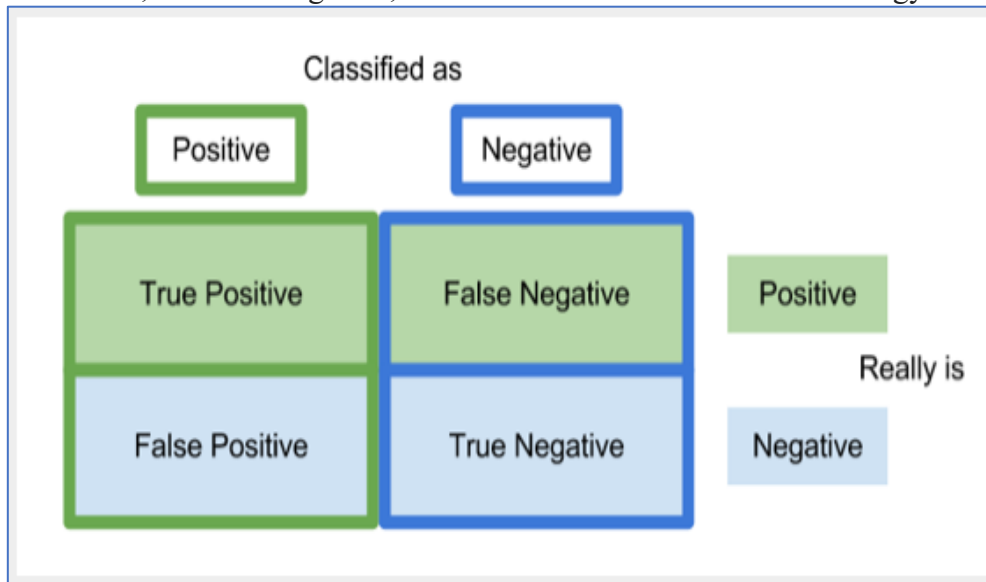 Classified as
Positive Negative
True Positive False Negative Positive
Really is
False Positive True Negative Negative